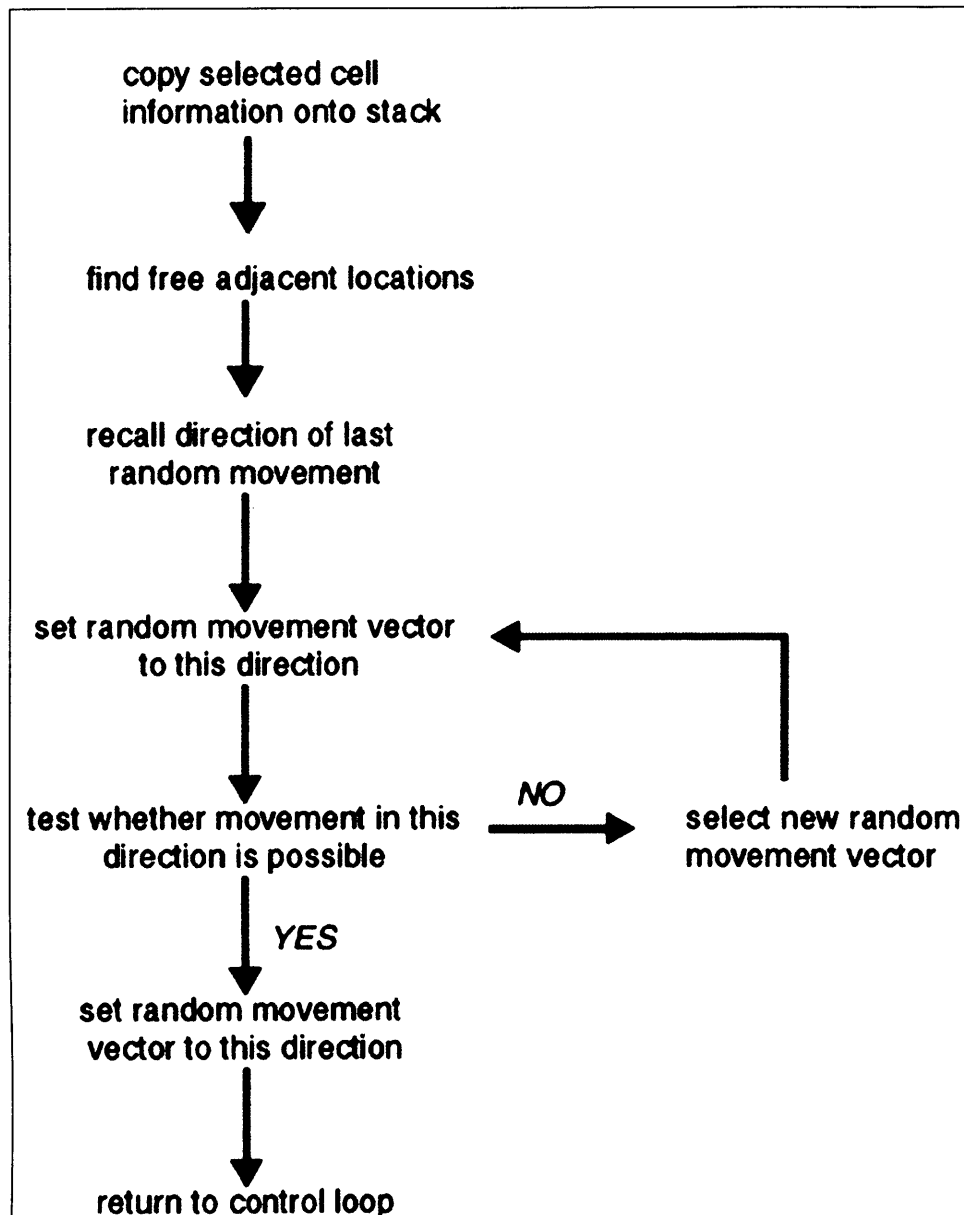 copy selected cell
information onto stack
find free adjacent locations
recall direction of last
random movement
set random movement vector
to this direction
test whether movement in this
direction is possible
NO
select new random
movement vector
YES
set random movement
vector to this direction
return to control loop